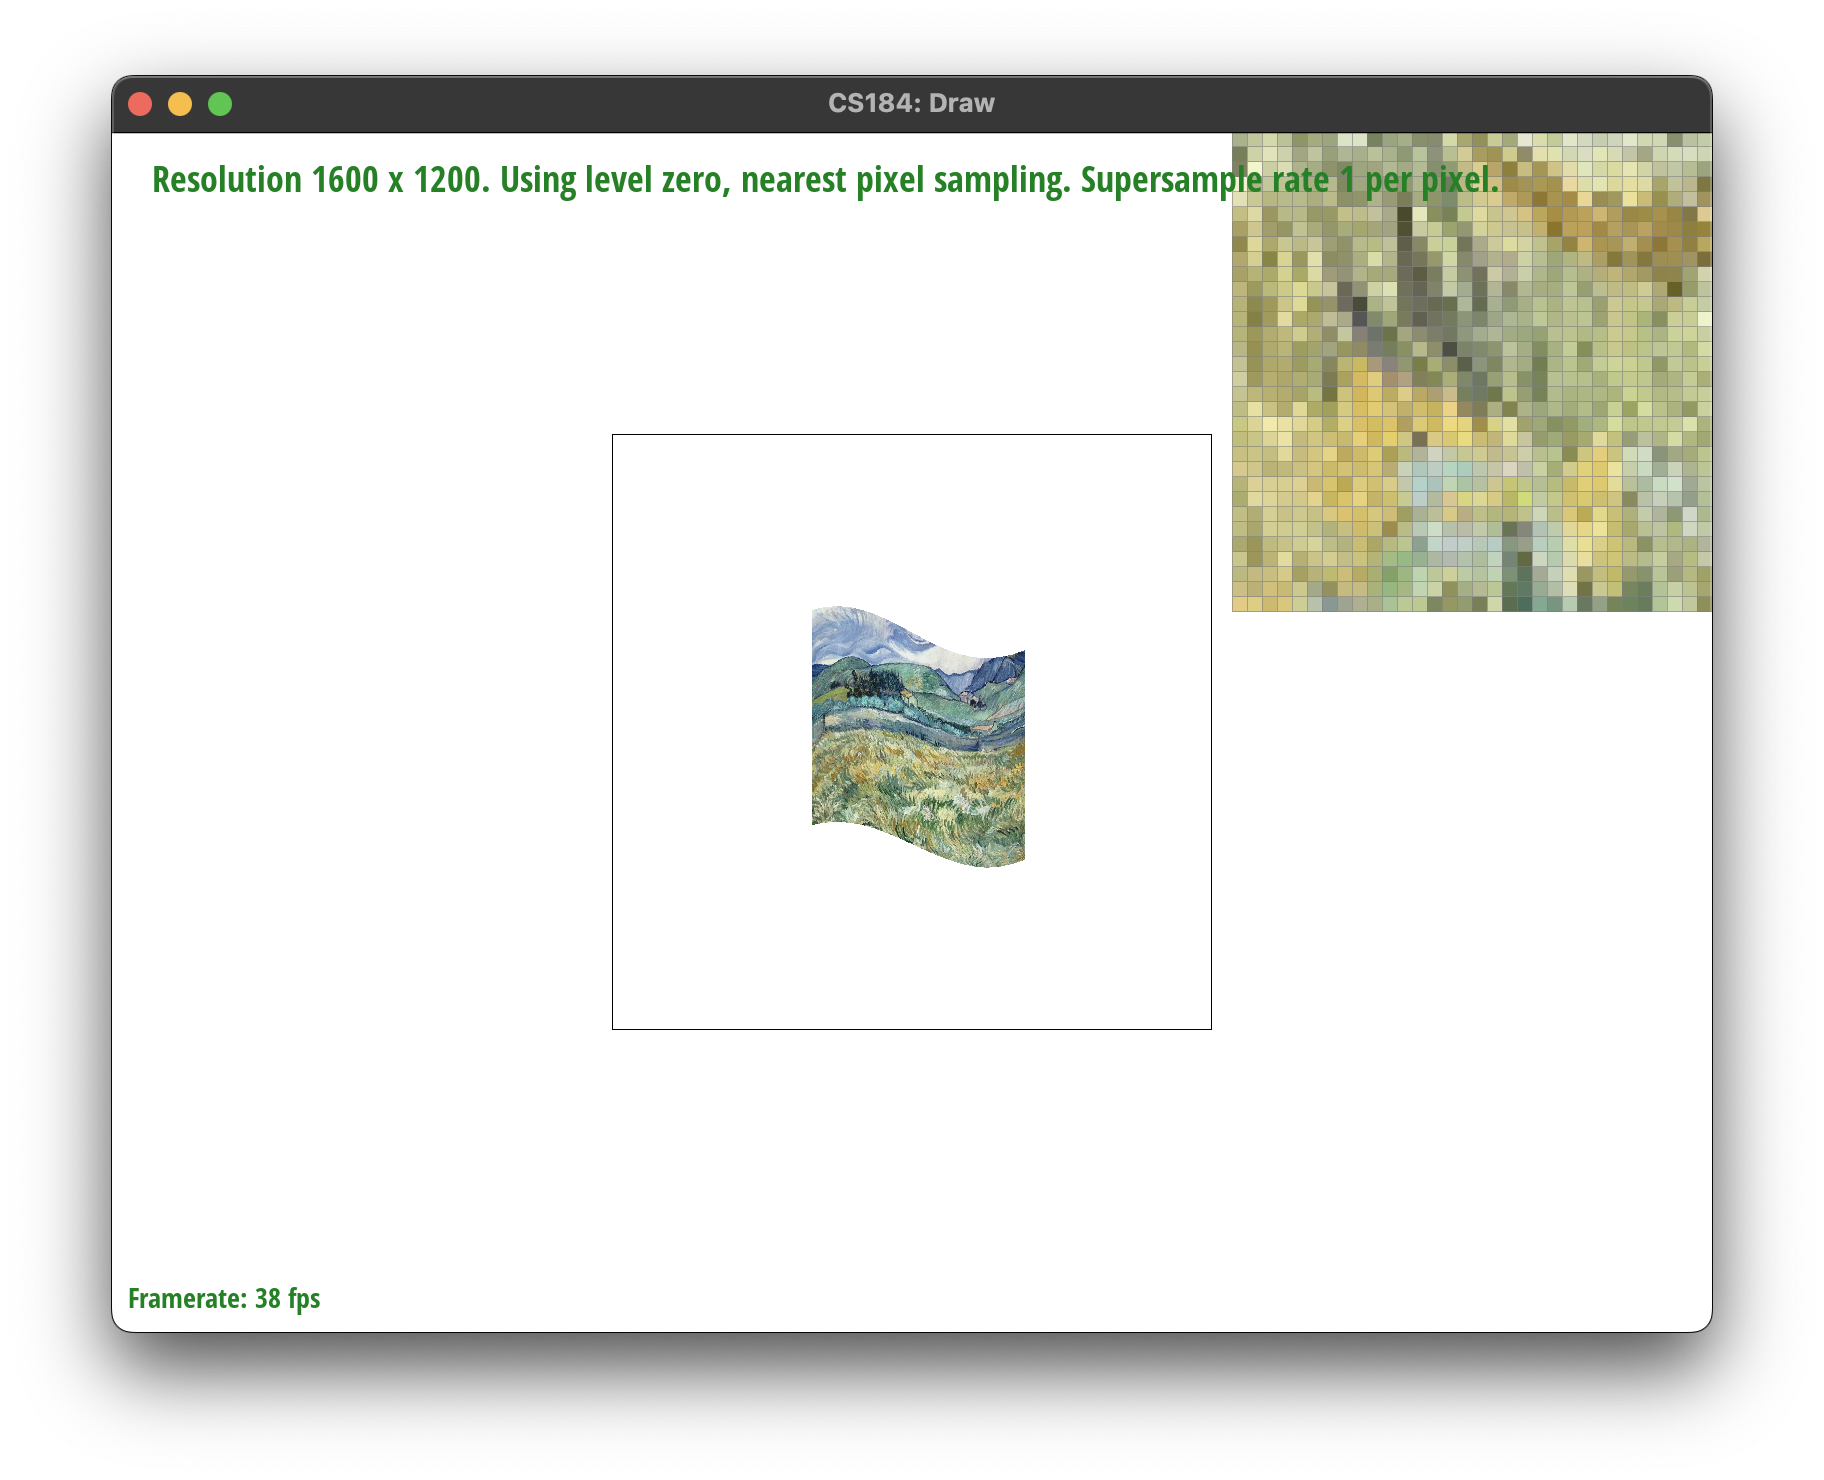 CS184: Draw
Resolution 1600 x 1200. Using level zero, nearest pixel sampling. Supersample rate 1 per pixel.
Framerate: 38 fps